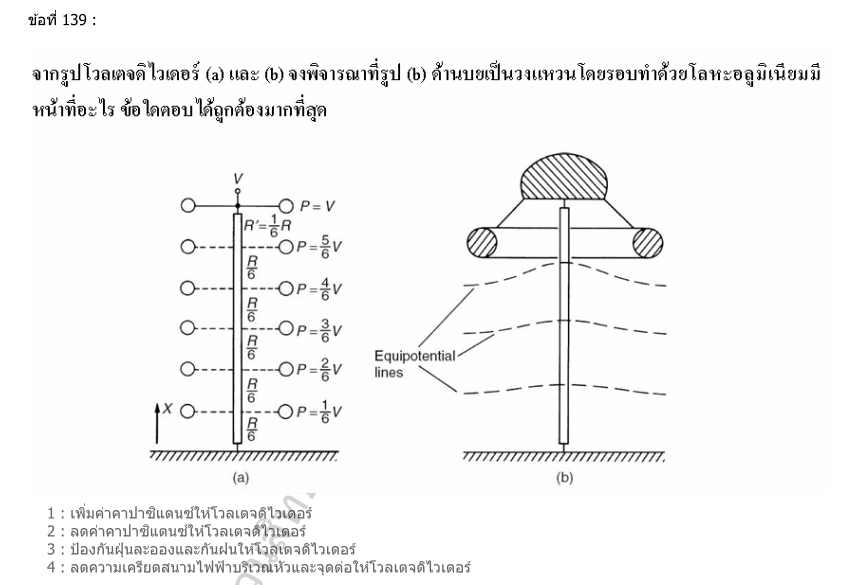 ข้อที่ 139 :
จากรูปโวลเตจดิไวเดอร์ (a) และ (b) จงพิจารณาที่รูป (b) ด้านบนเป็นวงแหวนโดยรอบทำด้วยโลหะอลูมิเนียมมี
หน้าที่อะไร ข้อใดตอบได้ถูกต้องมากที่สุด
V
P = V
R' = 1/6 R
P = 5/6 V
R/6
P = 4/6 V
R/6
P = 3/6 V
R/6
P = 2/6 V
R/6
X
P = 1/6 V
R/6
(a)
Equipotential
lines
(b)
1 : เพิ่มค่าคาปาซิแตนซ์ให้โวลเตจดิไวเดอร์
2 : ลดค่าคาปาซิแตนซ์ให้โวลเตจดิไวเดอร์
3 : ป้องกันฝุ่นละอองและกันฝนให้โวลเตจดิไวเดอร์
4 : ลดความเครียดสนามไฟฟ้าบริเวณหัวและจุดต่อให้โวลเตจดิไวเดอร์